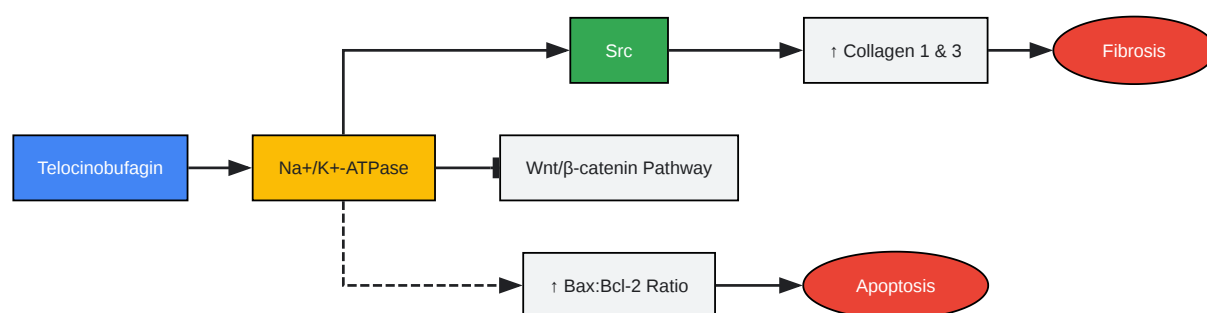 Src
↑ Collagen 1 & 3
Fibrosis
Telocinobufagin
Na+/K+-ATPase
Wnt/β-catenin Pathway
↑ Bax:Bcl-2 Ratio
Apoptosis